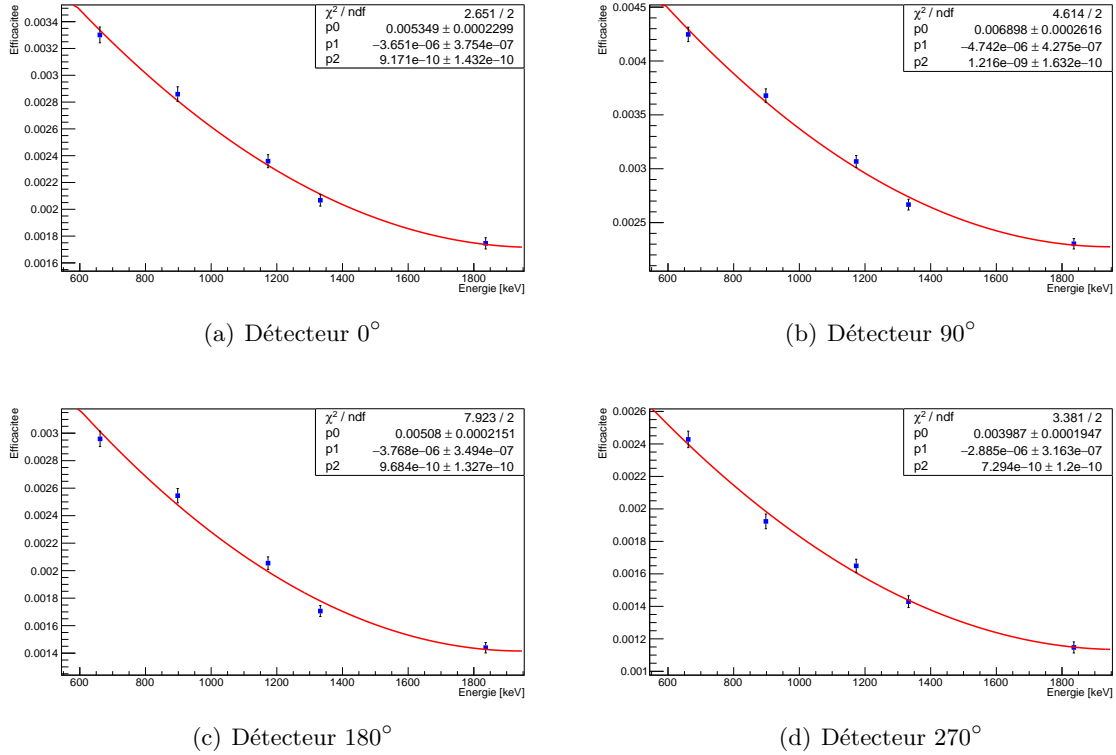 Efficacitee
0.0034
0.0032
0.003
0.0028
0.0026
0.0024
0.0022
0.002
0.0018
0.0016
χ² / ndf 2.651 / 2
p0 0.005349 ± 0.0002299
p1 −3.651e−06 ± 3.754e−07
p2 9.171e−10 ± 1.432e−10
600 800 1000 1200 1400 1600 1800
Energie [keV]
(a) Détecteur 0°
Efficacitee
0.0045
0.004
0.0035
0.003
0.0025
χ² / ndf 4.614 / 2
p0 0.006898 ± 0.0002616
p1 −4.742e−06 ± 4.275e−07
p2 1.216e−09 ± 1.632e−10
600 800 1000 1200 1400 1600 1800
Energie [keV]
(b) Détecteur 90°
Efficacitee
0.003
0.0028
0.0026
0.0024
0.0022
0.002
0.0018
0.0016
0.0014
χ² / ndf 7.923 / 2
p0 0.00508 ± 0.0002151
p1 −3.768e−06 ± 3.494e−07
p2 9.684e−10 ± 1.327e−10
600 800 1000 1200 1400 1600 1800
Energie [keV]
(c) Détecteur 180°
Efficacitee
0.0026
0.0024
0.0022
0.002
0.0018
0.0016
0.0014
0.0012
0.001
χ² / ndf 3.381 / 2
p0 0.003987 ± 0.0001947
p1 −2.885e−06 ± 3.163e−07
p2 7.294e−10 ± 1.2e−10
600 800 1000 1200 1400 1600 1800
Energie [keV]
(d) Détecteur 270°